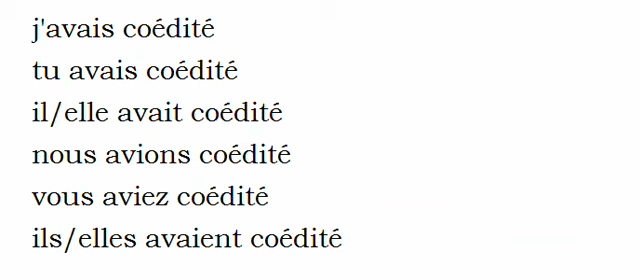 j'avais coédité
tu avais coédité
il/elle avait coédité
nous avions coédité
vous aviez coédité
ils/elles avaient coédité